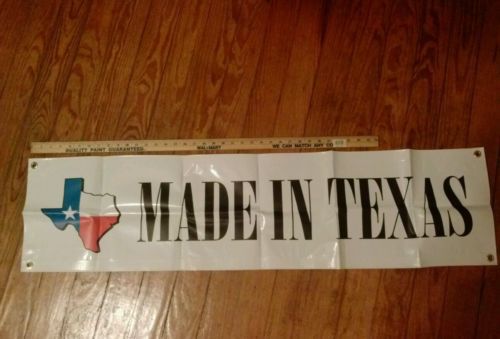 QUALITY PAINT GUARANTEED. WAL-MART WE CAN MATCH ANY CO
MADE IN TEXAS